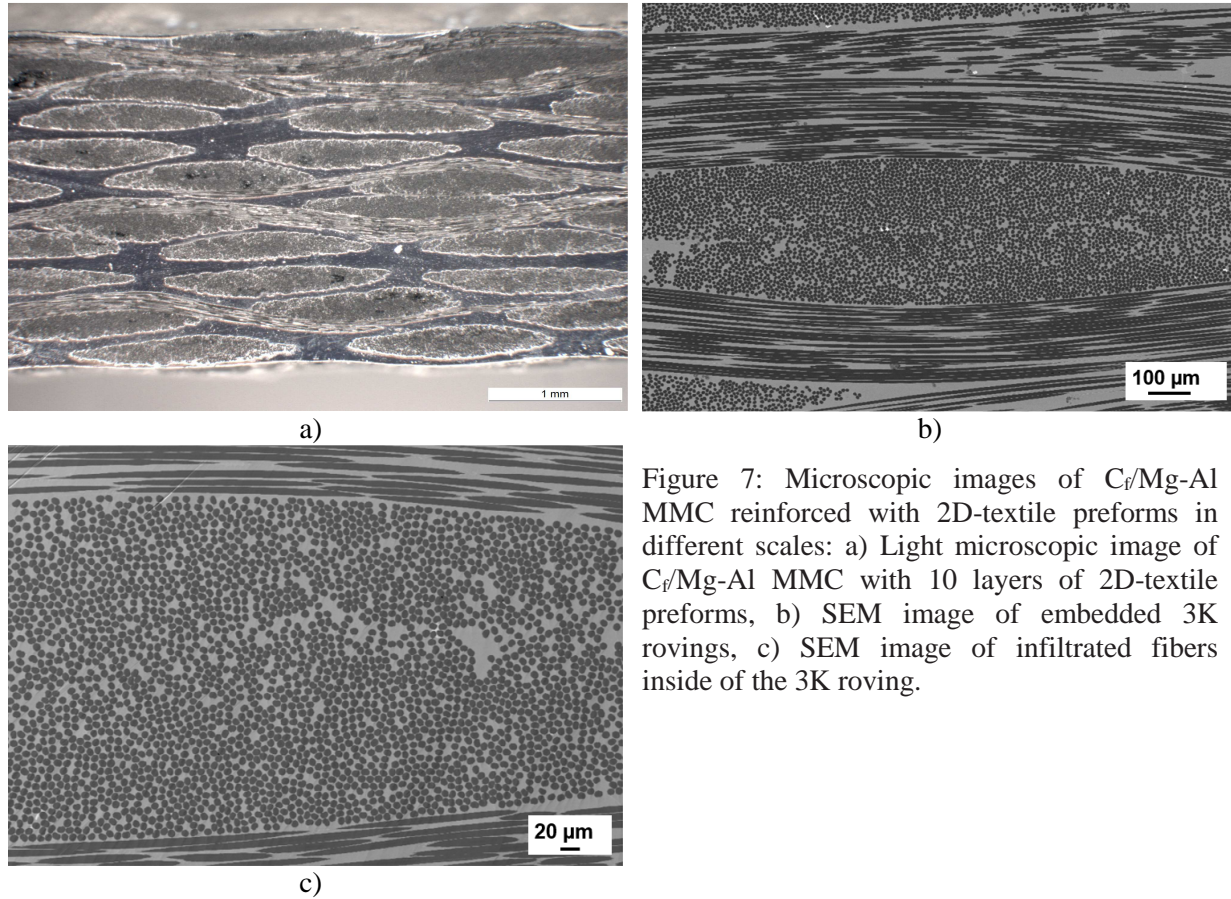 1 mm
100 µm
a)
b)
20 µm
c)
Figure 7: Microscopic images of Cf/Mg-Al
MMC reinforced with 2D-textile preforms in
different scales: a) Light microscopic image of
Cf/Mg-Al MMC with 10 layers of 2D-textile
preforms, b) SEM image of embedded 3K
rovings, c) SEM image of infiltrated fibers
inside of the 3K roving.